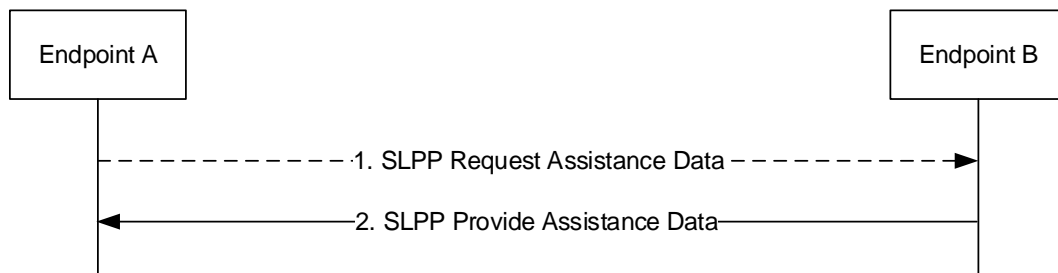 Endpoint A
Endpoint B
1. SLPP Request Assistance Data
2. SLPP Provide Assistance Data